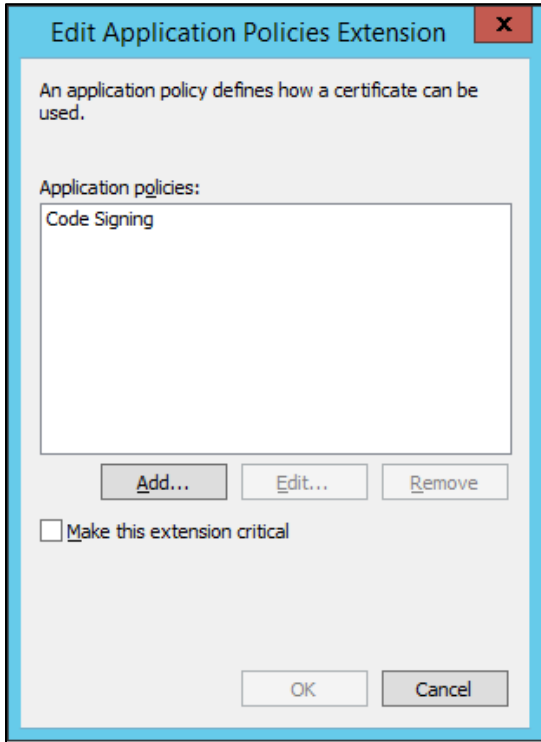 Edit Application Policies Extension
x
An application policy defines how a certificate can be
used.
Application policies:
Code Signing
Add...
Edit...
Remove
Make this extension critical
OK
Cancel